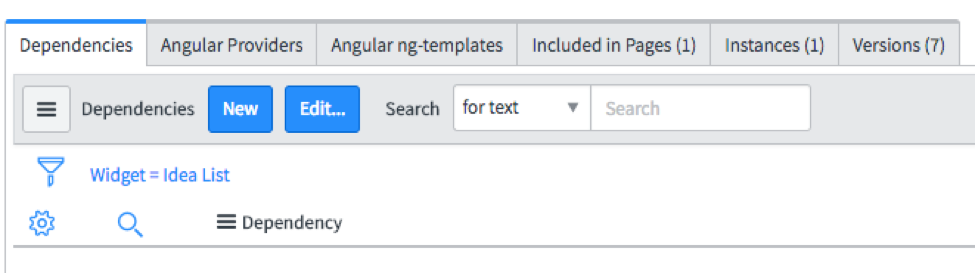 Dependencies Angular Providers Angular ng-templates Included in Pages (1) Instances (1) Versions (7)
Dependencies New Edit... Search for text Search
Widget = Idea List
Dependency